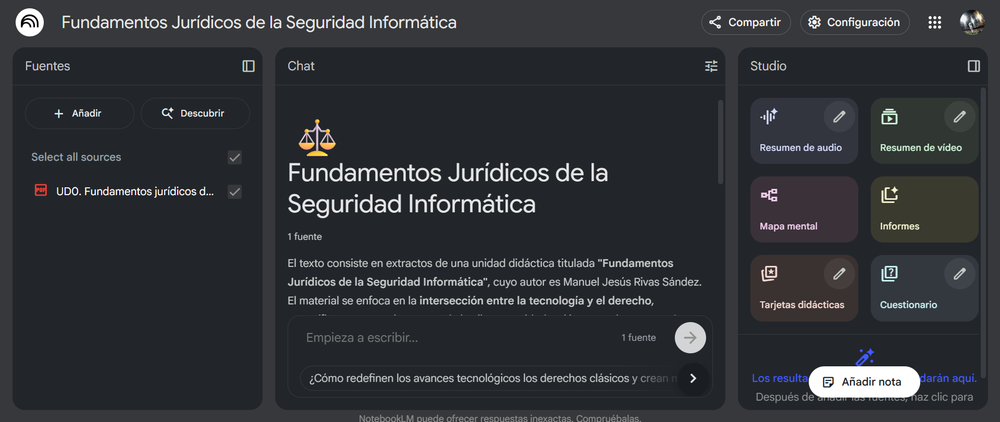 Fundamentos Jurídicos de la Seguridad Informática
Compartir
Configuración
Fuentes
Añadir
Descubrir
Select all sources
PDF
UD0. Fundamentos jurídicos d...
Chat
Fundamentos Jurídicos de la
Seguridad Informática
1 fuente
El texto consiste en extractos de una unidad didáctica titulada "Fundamentos
Jurídicos de la Seguridad Informática", cuyo autor es Manuel Jesús Rivas Sández.
El material se enfoca en la intersección entre la tecnología y el derecho,
Empieza a escribir...
1 fuente
¿Cómo redefinen los avances tecnológicos los derechos clásicos y crean n
NotebookLM puede ofrecer respuestas inexactas. Compruébalas.
Studio
Resumen de audio
Resumen de vídeo
Mapa mental
Informes
Tarjetas didácticas
Cuestionario
Los resulta
darán aquí.
Añadir nota
Después de añadir las fuentes, haz clic para